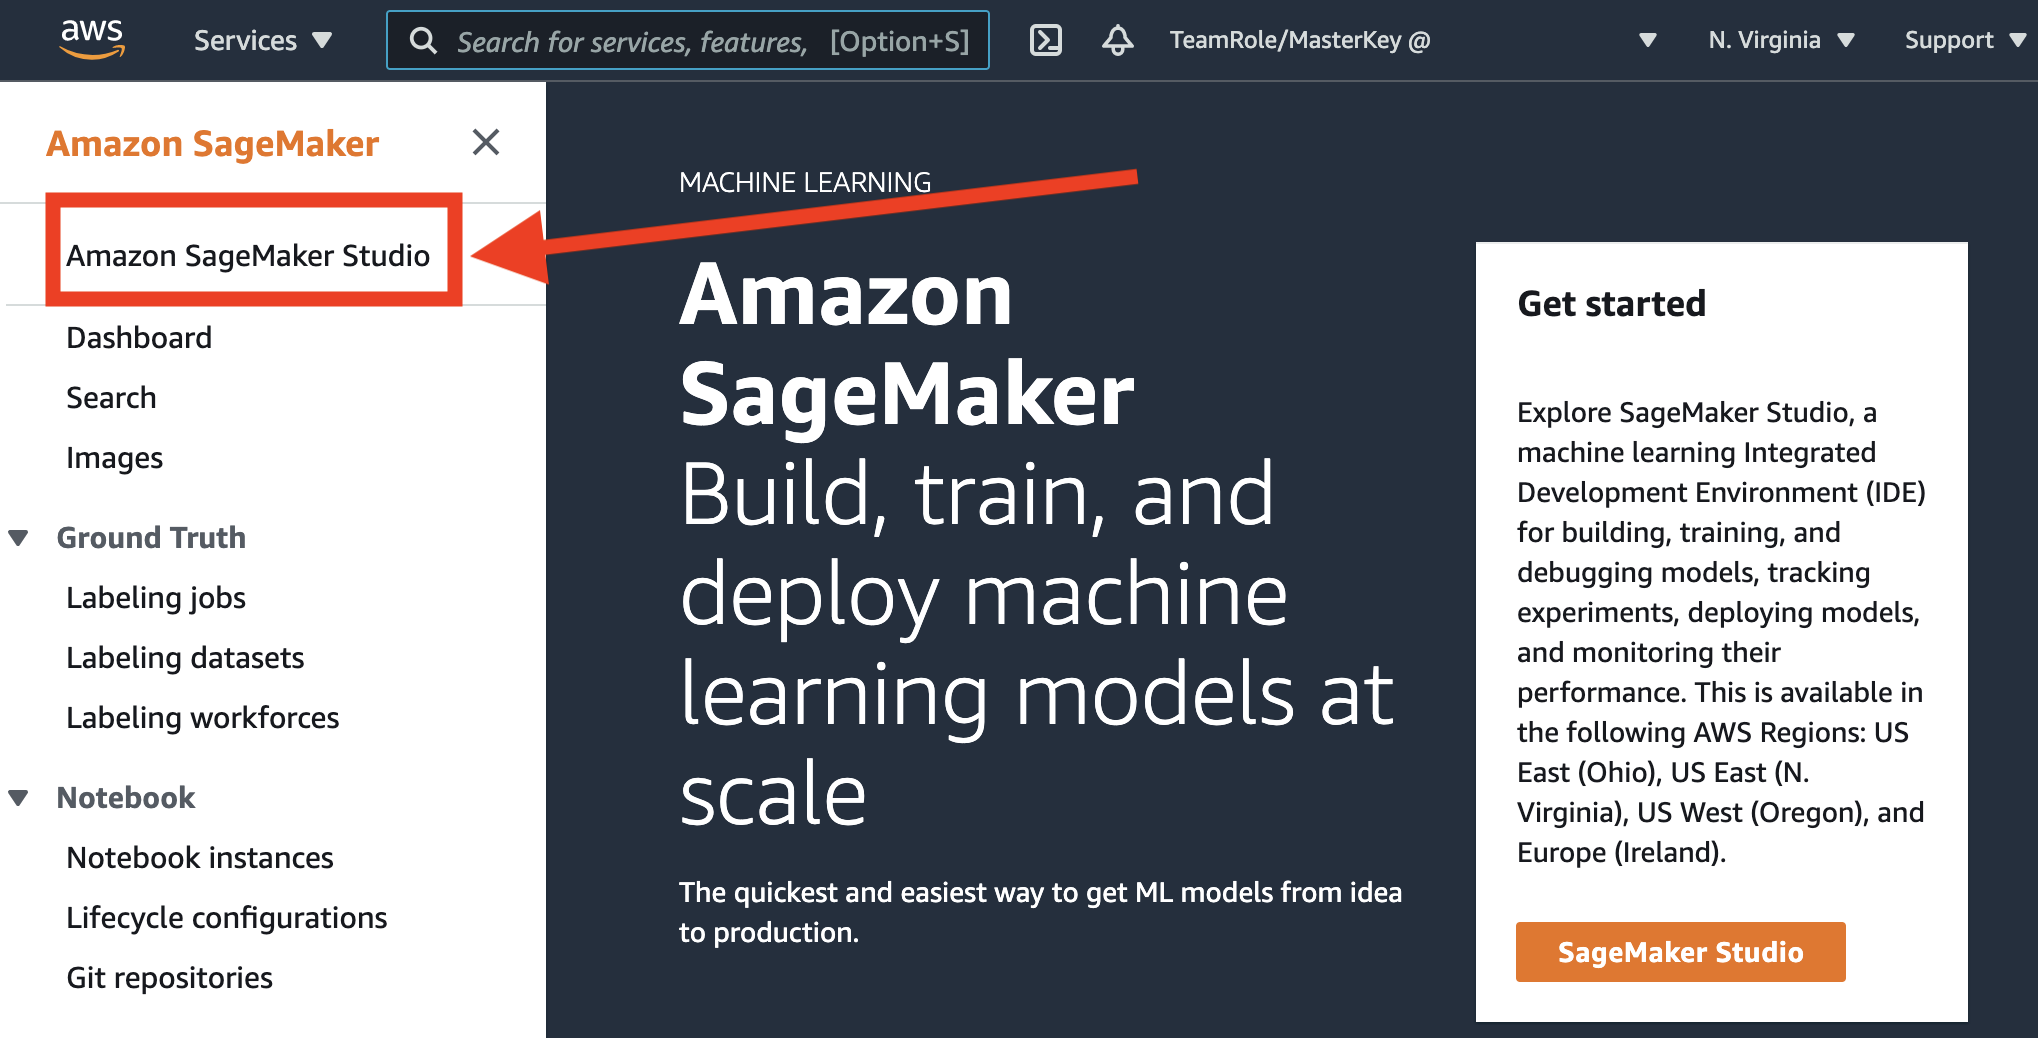 aws
Services
Search for services, features, [Option+S]
TeamRole/MasterKey @
N. Virginia
Support
Amazon SageMaker
Amazon SageMaker Studio
Dashboard
Search
Images
Ground Truth
Labeling jobs
Labeling datasets
Labeling workforces
Notebook
Notebook instances
Lifecycle configurations
Git repositories
MACHINE LEARNING
Amazon
SageMaker
Build, train, and
deploy machine
learning models at
scale
The quickest and easiest way to get ML models from idea
to production.
Get started
Explore SageMaker Studio, a
machine learning Integrated
Development Environment (IDE)
for building, training, and
debugging models, tracking
experiments, deploying models,
and monitoring their
performance. This is available in
the following AWS Regions: US
East (Ohio), US East (N.
Virginia), US West (Oregon), and
Europe (Ireland).
SageMaker Studio